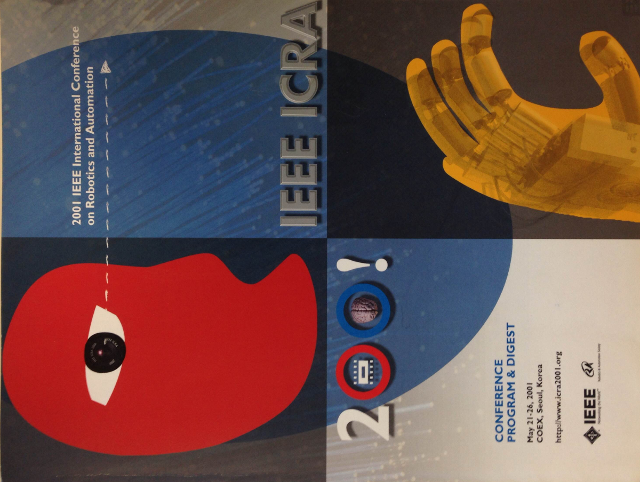 2001 IEEE International Conference
on Robotics and Automation
IEEE ICRA
200!
CONFERENCE
PROGRAM & DIGEST
May 21-26, 2001
COEX, Seoul, Korea
http://www.icra2001.org
IEEE